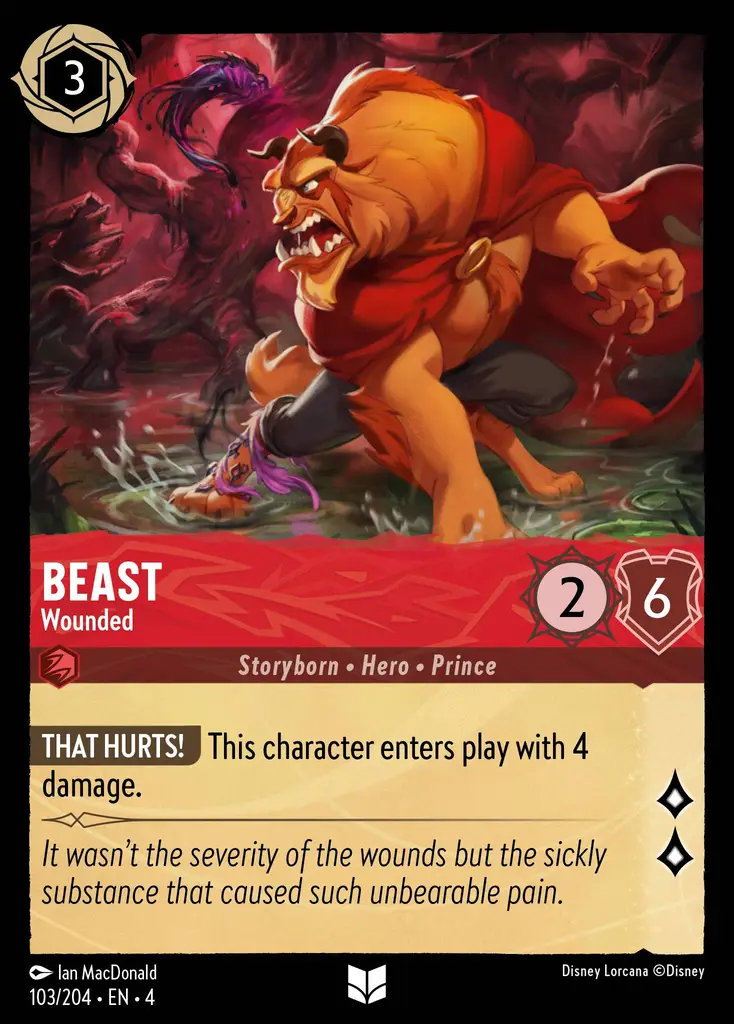 3
BEAST
Wounded
2
6
Storyborn • Hero • Prince
THAT HURTS! This character enters play with 4
damage.
It wasn't the severity of the wounds but the sickly
substance that caused such unbearable pain.
Ian MacDonald
103/204 • EN • 4
Disney Lorcana ©Disney